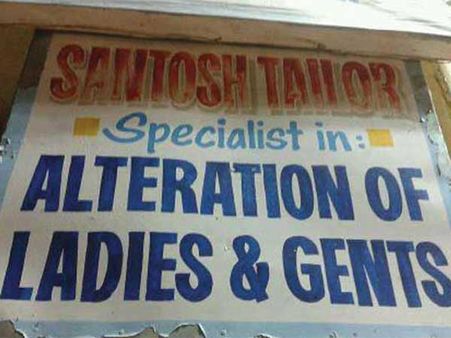 SANTOSH TAILOR
Specialist in:
ALTERATION OF
LADIES & GENTS